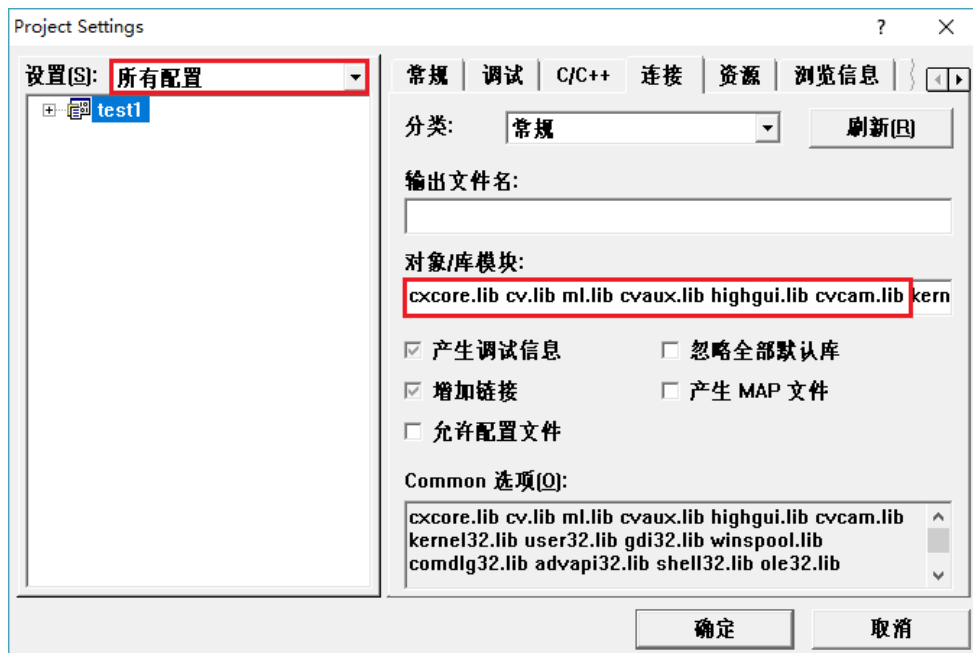 Project Settings
设置(S): 所有配置
test1
常规 调试 C/C++ 连接 资源 浏览信息
分类: 常规 刷新(R)
输出文件名:
对象/库模块:
cxcore.lib cv.lib ml.lib cvaux.lib highgui.lib cvcam.lib kern
产生调试信息 忽略全部默认库
增加链接 产生 MAP 文件
允许配置文件
Common 选项(O):
cxcore.lib cv.lib ml.lib cvaux.lib highgui.lib cvcam.lib
kernel32.lib user32.lib gdi32.lib winspool.lib
comdlg32.lib advapi32.lib shell32.lib ole32.lib
确定 取消